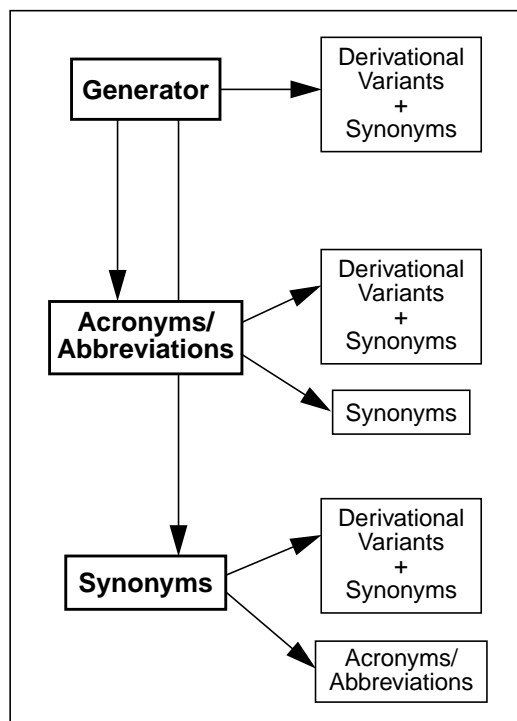 Generator
Derivational
Variants
+
Synonyms
Acronyms/
Abbreviations
Derivational
Variants
+
Synonyms
Synonyms
Synonyms
Derivational
Variants
+
Synonyms
Acronyms/
Abbreviations